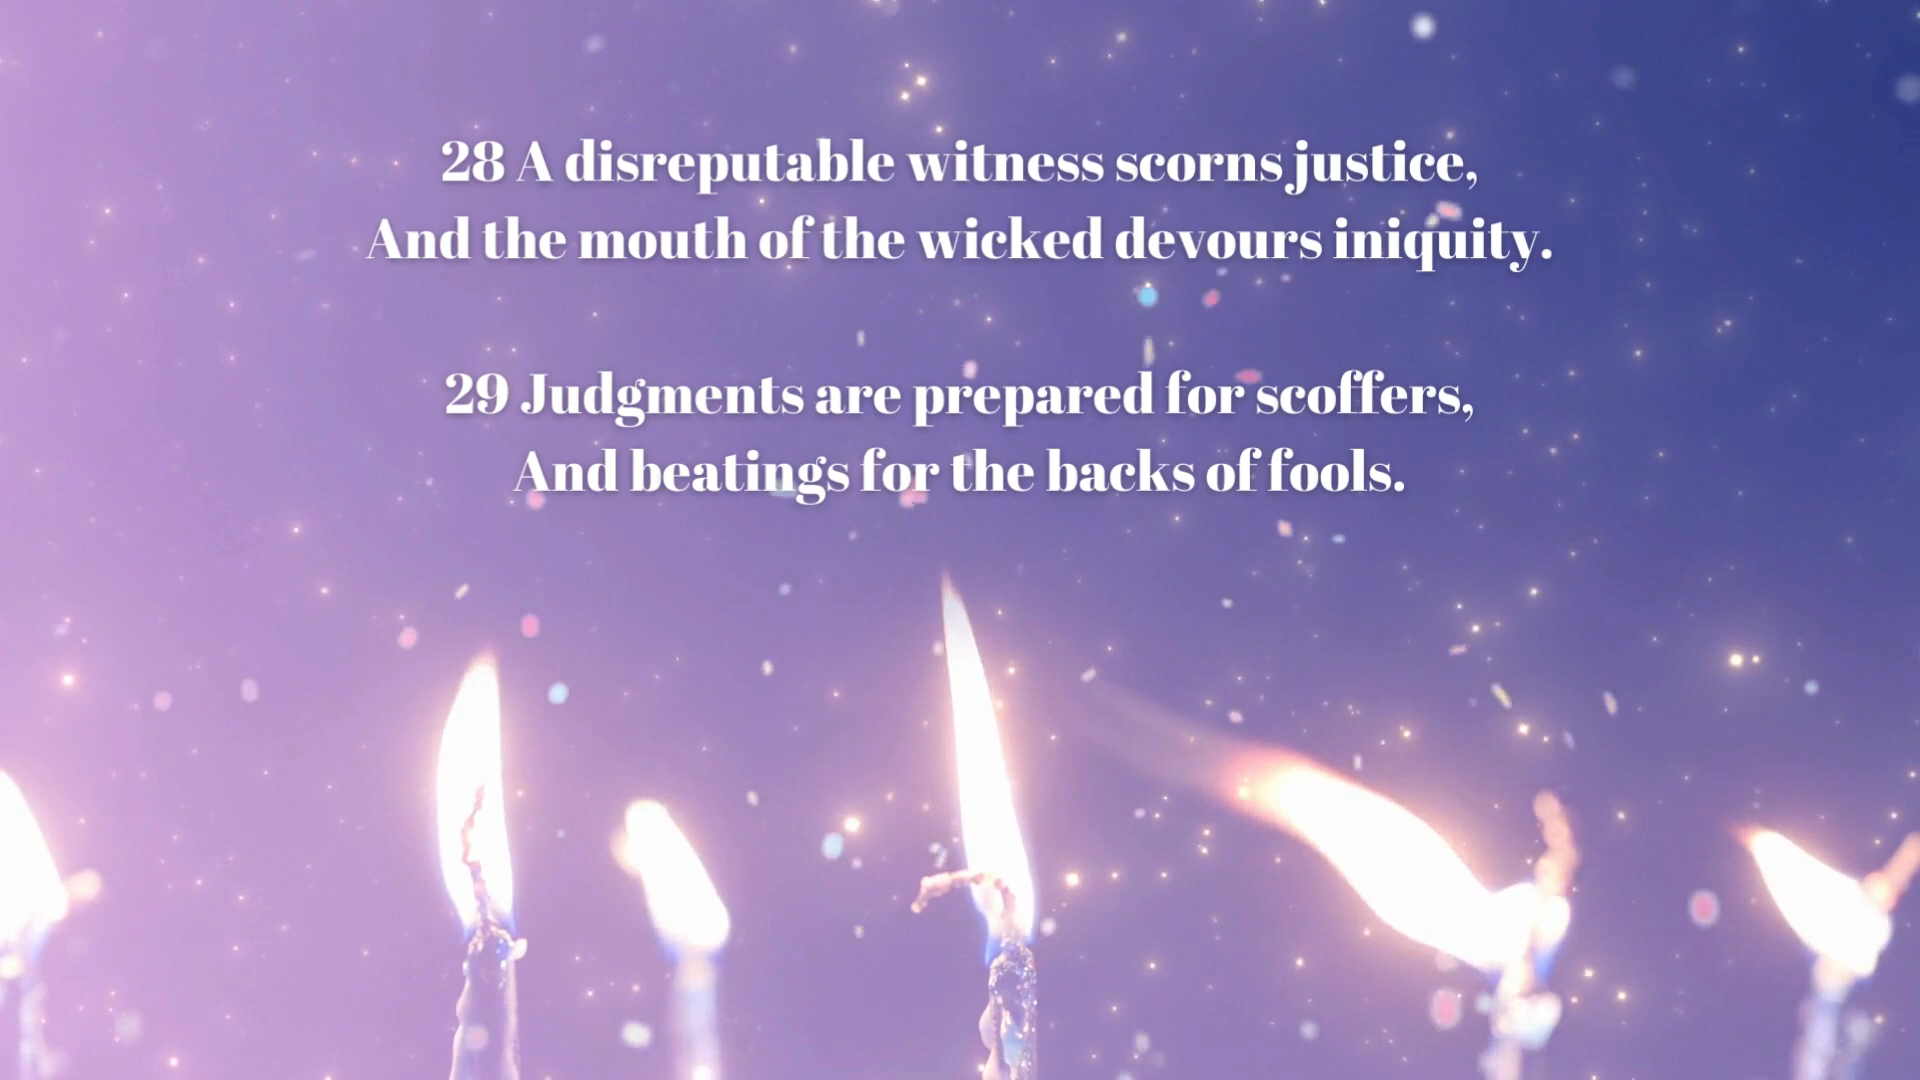 28 A disreputable witness scorns justice,
And the mouth of the wicked devours iniquity.
29 Judgments are prepared for scoffers,
And beatings for the backs of fools.